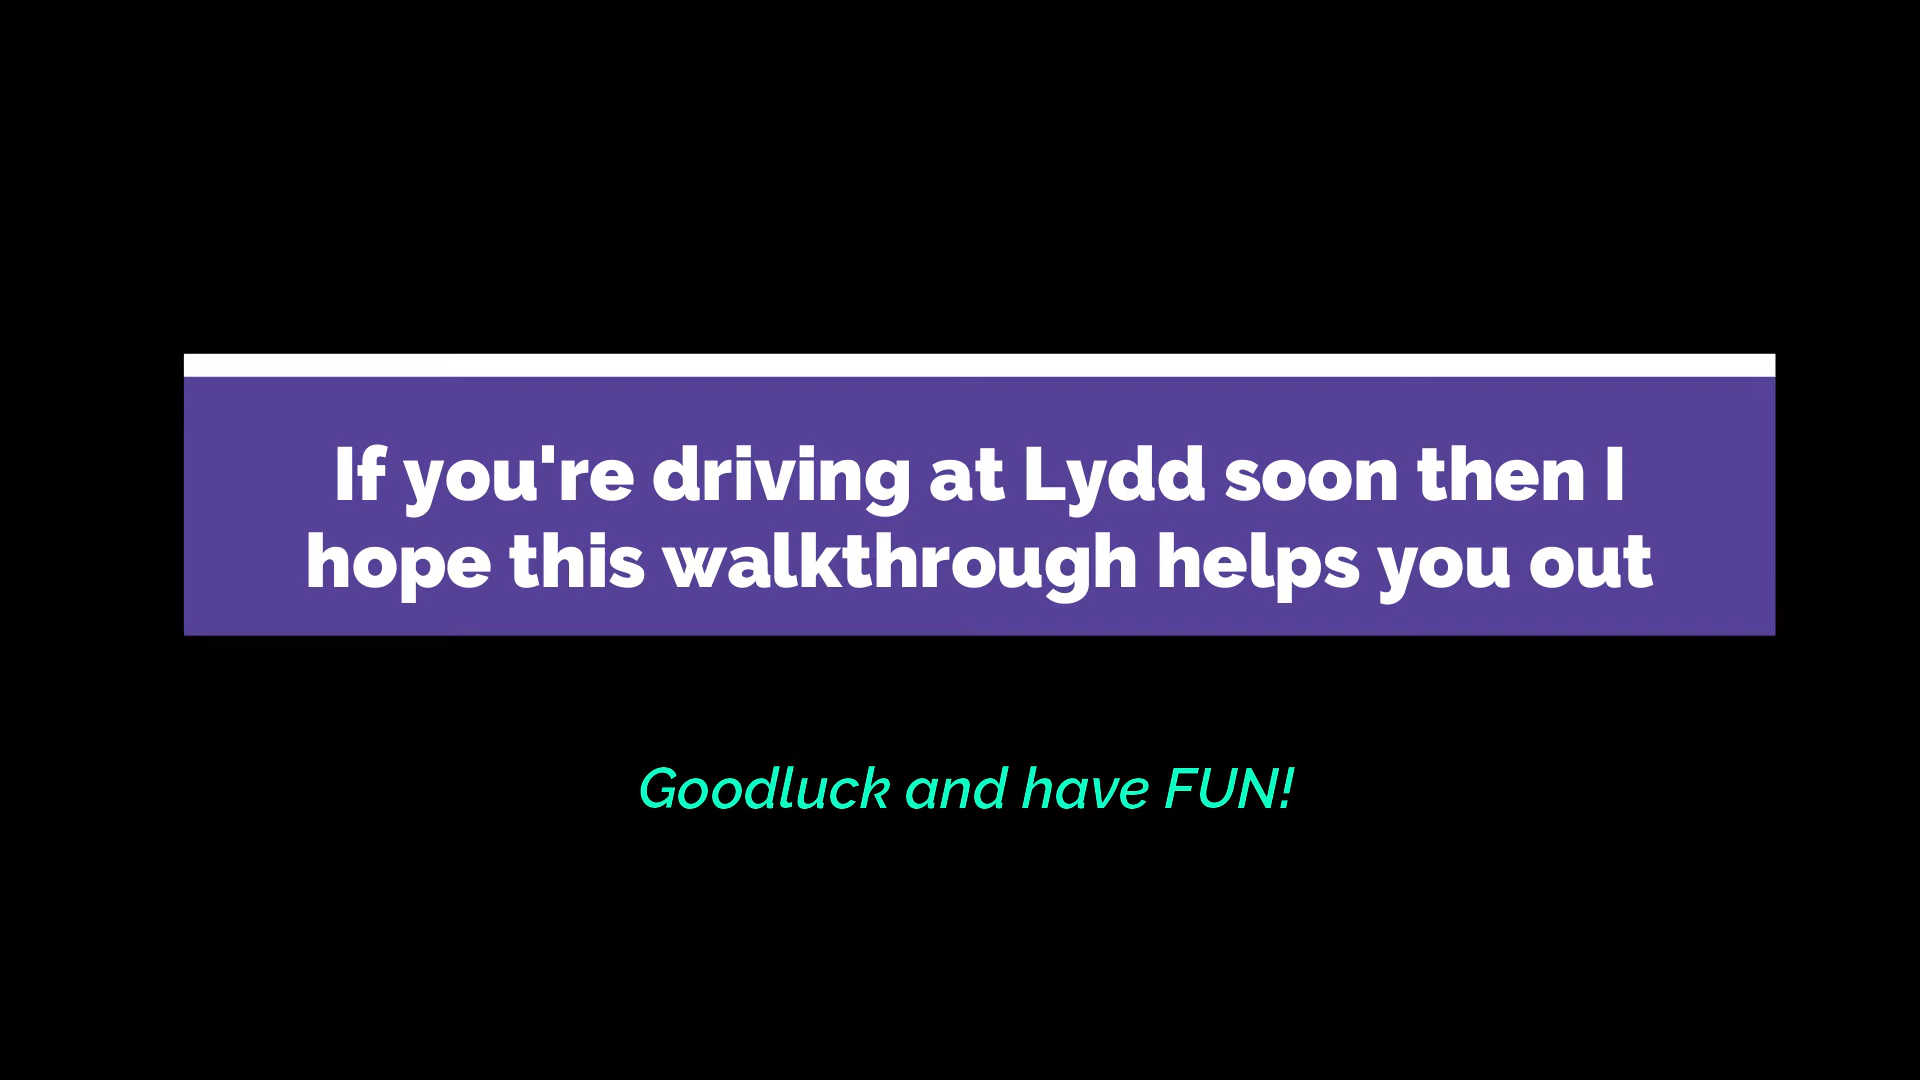 If you're driving at Lydd soon then I
hope this walkthrough helps you out
Goodluck and have FUN!